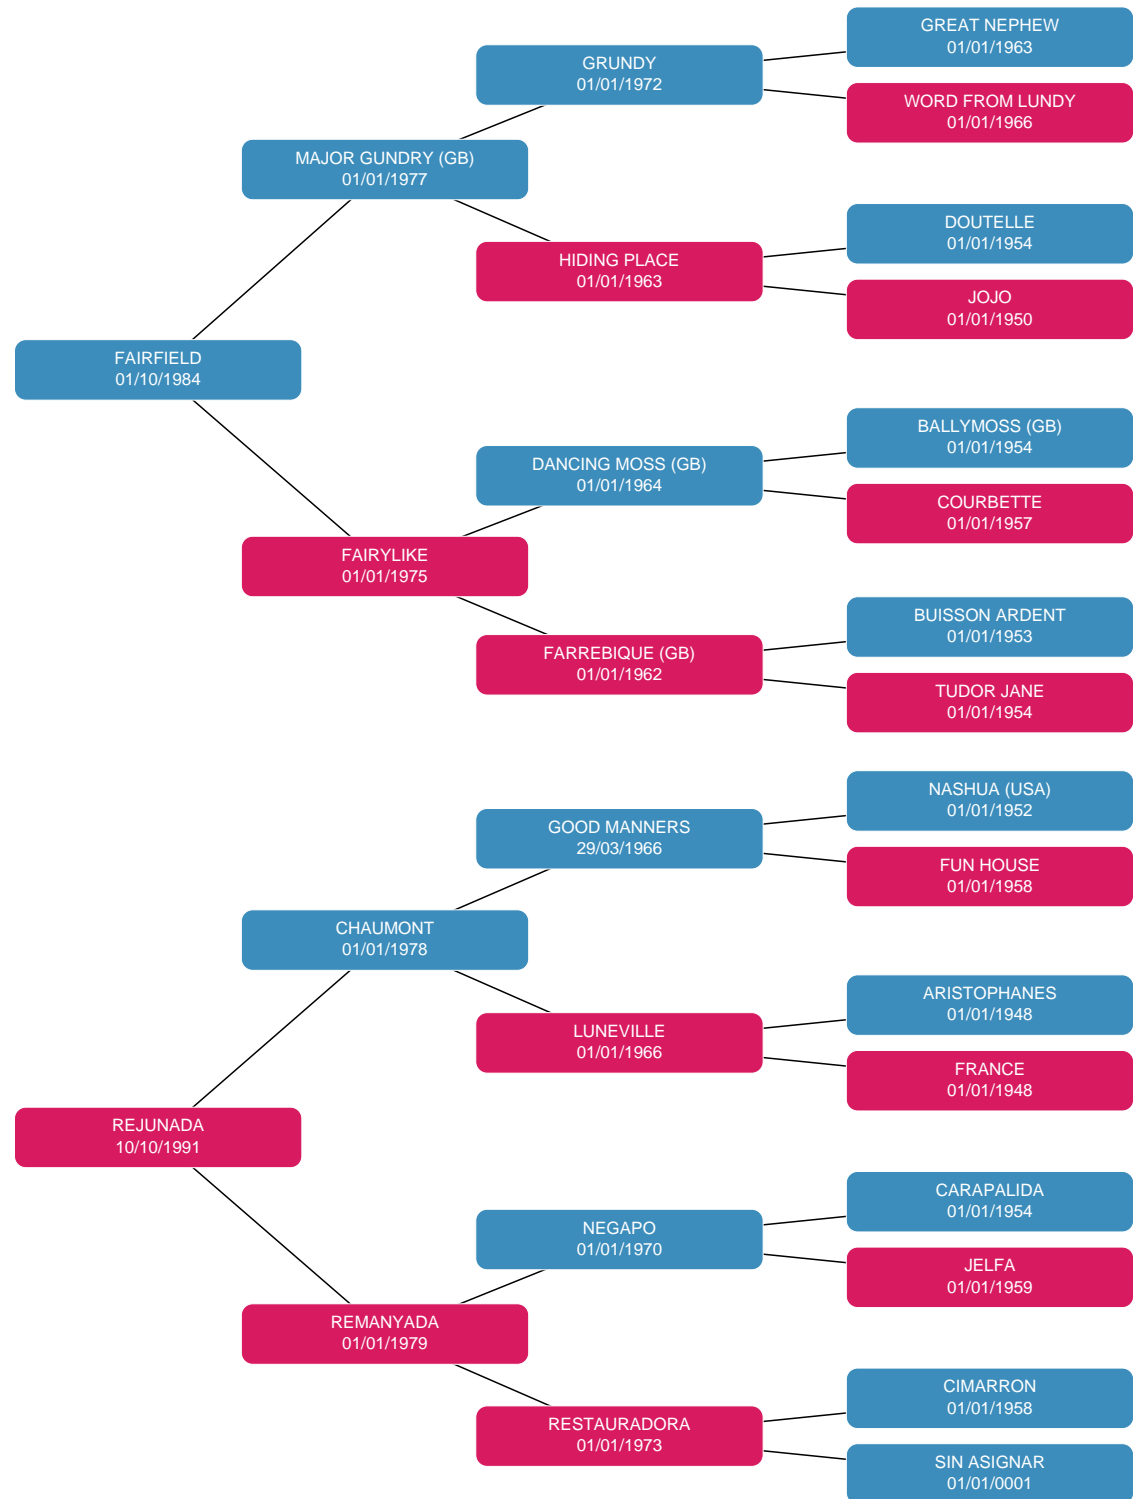 GREAT NEPHEW
01/01/1963
GRUNDY
01/01/1972
WORD FROM LUNDY
01/01/1966
MAJOR GUNDRY (GB)
01/01/1977
DOUTELLE
01/01/1954
HIDING PLACE
01/01/1963
JOJO
01/01/1950
FAIRFIELD
01/10/1984
BALLYMOSS (GB)
01/01/1954
DANCING MOSS (GB)
01/01/1964
COURBETTE
01/01/1957
FAIRYLIKE
01/01/1975
BUISSON ARDENT
01/01/1953
FARREBIQUE (GB)
01/01/1962
TUDOR JANE
01/01/1954
NASHUA (USA)
01/01/1952
GOOD MANNERS
29/03/1966
FUN HOUSE
01/01/1958
CHAUMONT
01/01/1978
ARISTOPHANES
01/01/1948
LUNEVILLE
01/01/1966
FRANCE
01/01/1948
REJUNADA
10/10/1991
CARAPALIDA
01/01/1954
NEGAPO
01/01/1970
JELFA
01/01/1959
REMANYADA
01/01/1979
CIMARRON
01/01/1958
RESTAURADORA
01/01/1973
SIN ASIGNAR
01/01/0001